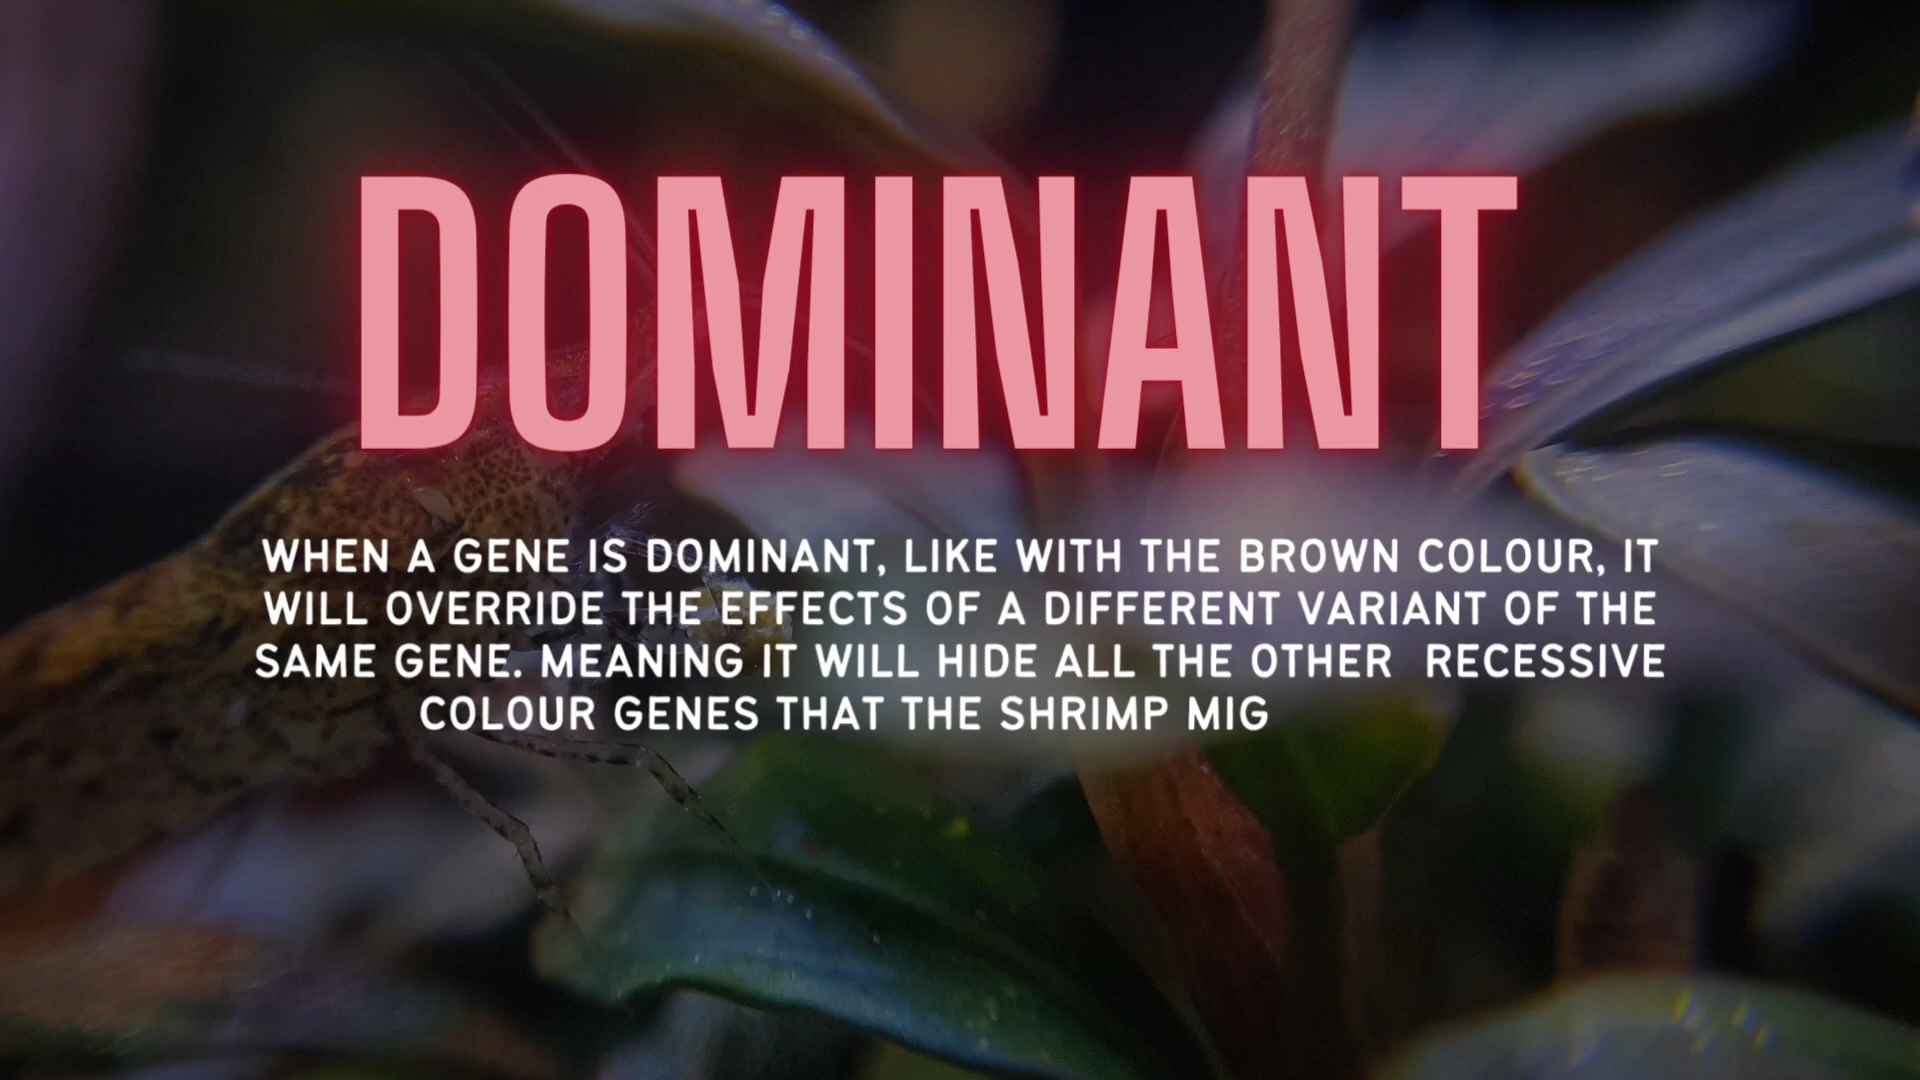 DOMINANT
WHEN A GENE IS DOMINANT, LIKE WITH THE BROWN COLOUR, IT
WILL OVERRIDE THE EFFECTS OF A DIFFERENT VARIANT OF THE
SAME GENE. MEANING IT WILL HIDE ALL THE OTHER  RECESSIVE
COLOUR GENES THAT THE SHRIMP MIG